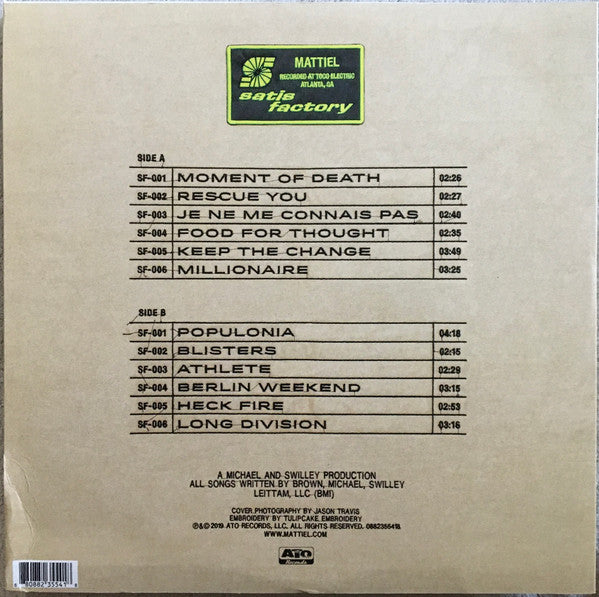 MATTIEL
RECORDED AT TOCO ELECTRIC
ATLANTA, GA
satis
factory
SIDE A
SF-001 MOMENT OF DEATH 02:26
SF-002 RESCUE YOU 02:27
SF-003 JE NE ME CONNAIS PAS 02:40
SF-004 FOOD FOR THOUGHT 02:35
SF-005 KEEP THE CHANGE 03:49
SF-006 MILLIONAIRE 03:25
SIDE B
SF-001 POPULONIA 04:18
SF-002 BLISTERS 02:15
SF-003 ATHLETE 02:29
SF-004 BERLIN WEEKEND 03:15
SF-005 HECK FIRE 02:53
SF-006 LONG DIVISION 03:16
A MICHAEL AND SWILLEY PRODUCTION
ALL SONGS WRITTEN BY BROWN, MICHAEL, SWILLEY
LEITTAM, LLC (BMI)
COVER PHOTOGRAPHY BY JASON TRAVIS
EMBROIDERY BY TULIPCAKE EMBROIDERY
℗&© 2019 ATO RECORDS, LLC. ALL RIGHTS RESERVED. 0882355418
WWW.MATTIEL.COM
ATO
Records
8 80882 35541 8